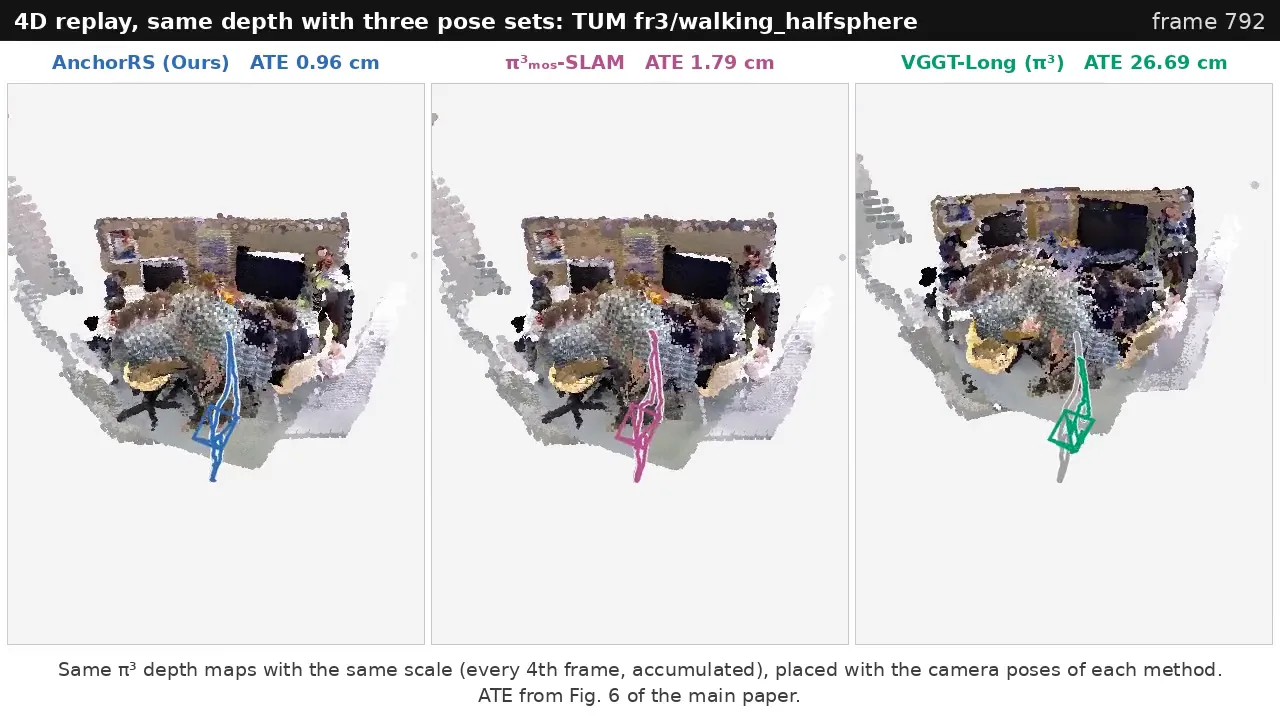 4D replay, same depth with three pose sets: TUM fr3/walking_halfsphere
frame 792
AnchorRS (Ours) ATE 0.96 cm
π³ₘₒₛ-SLAM ATE 1.79 cm
VGGT-Long (π³) ATE 26.69 cm
Same π³ depth maps with the same scale (every 4th frame, accumulated), placed with the camera poses of each method.
ATE from Fig. 6 of the main paper.